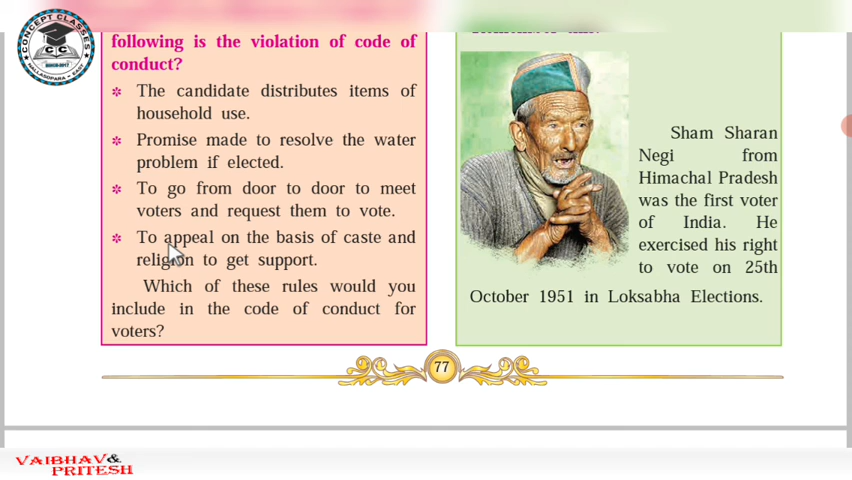 CONCEPT CLASSES
CC
SINCE-2017
NALLASOPARA - EAST
following is the violation of code of
conduct?
* The candidate distributes items of
household use.
* Promise made to resolve the water
problem if elected.
* To go from door to door to meet
voters and request them to vote.
* To appeal on the basis of caste and
religion to get support.
Which of these rules would you
include in the code of conduct for
voters?
Sham Sharan
Negi from
Himachal Pradesh
was the first voter
of India. He
exercised his right
to vote on 25th
October 1951 in Loksabha Elections.
77
VAIBHAV&
PRITESH